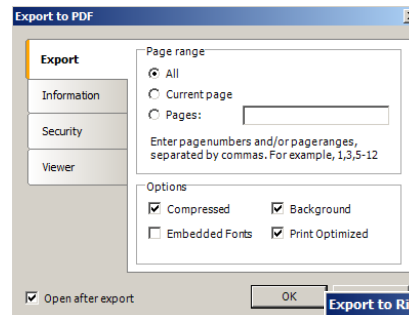 Export to PDF
Export
Information
Security
Viewer
Page range
All
Current page
Pages:
Enter pagenumbers and/or pageranges,
separated by commas. For example, 1,3,5-12
Options
Compressed
Background
Embedded Fonts
Print Optimized
Open after export
OK
Export to Ri